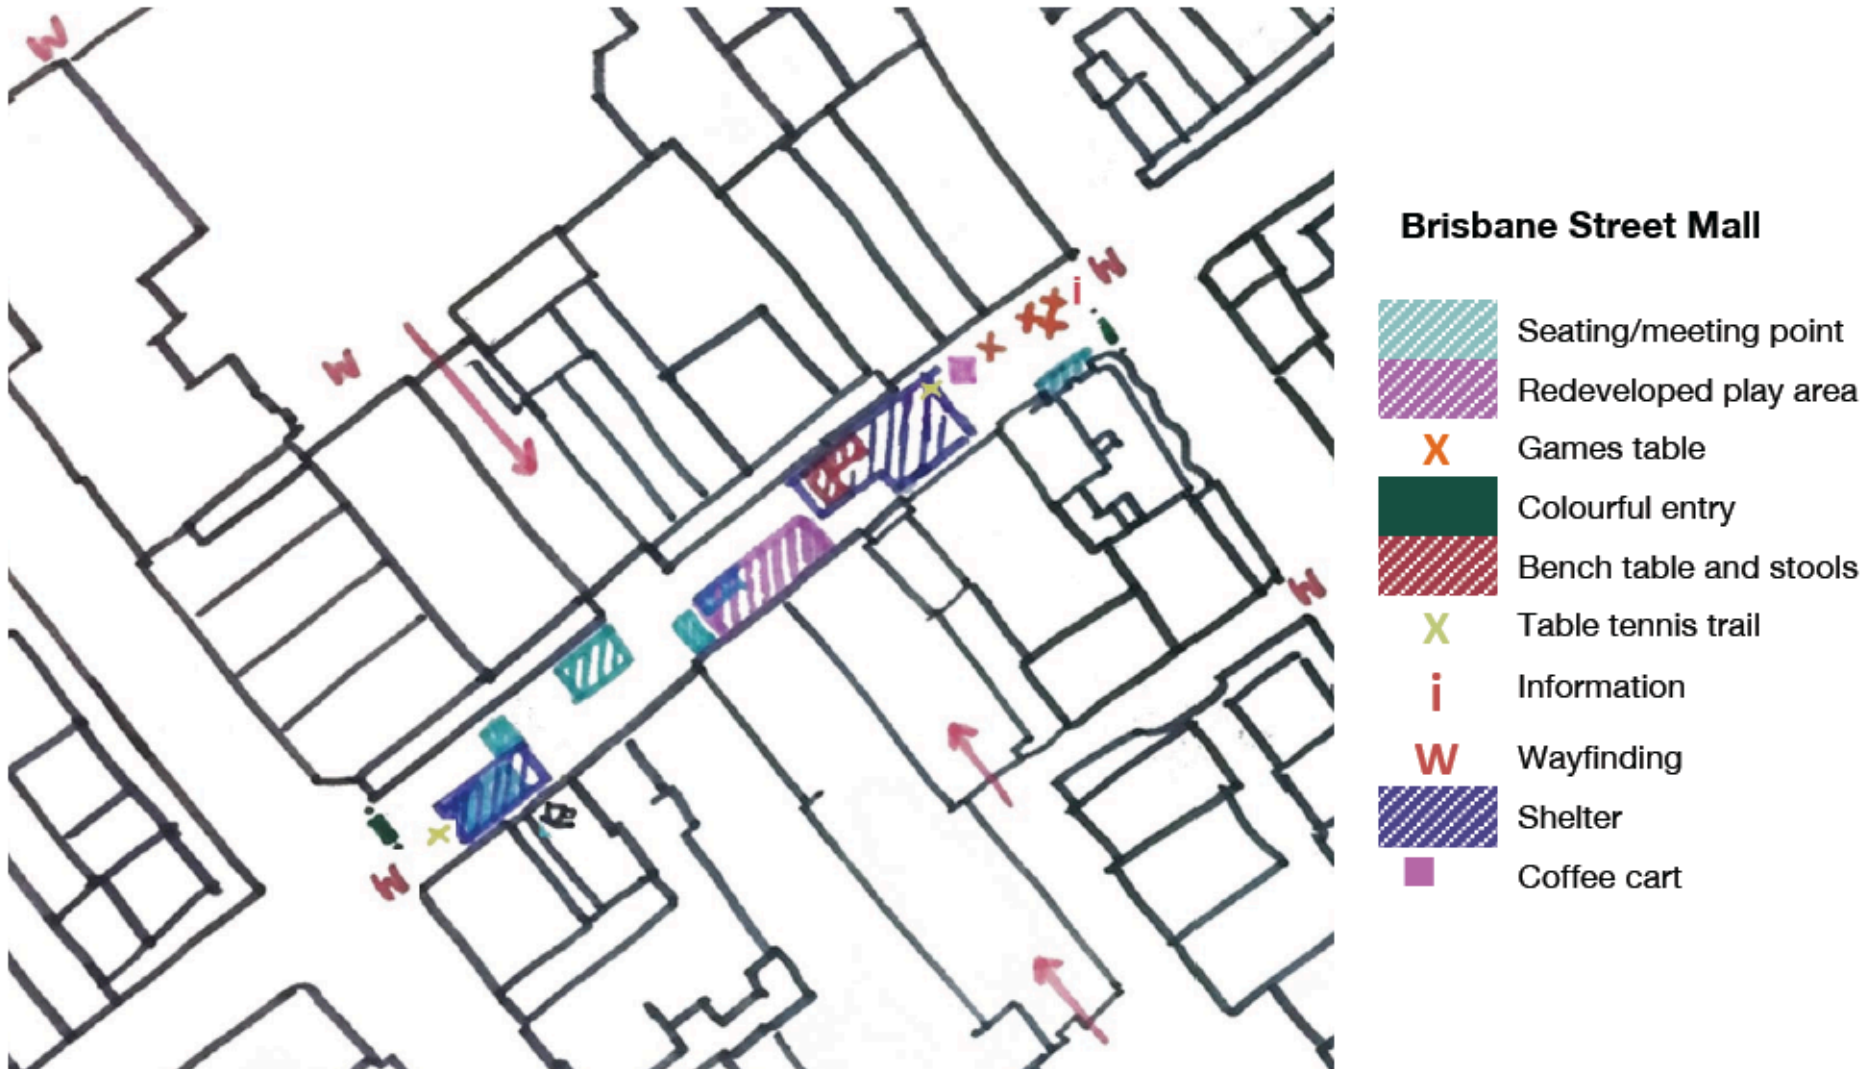 W
W
i
W
W
W
Brisbane Street Mall
Seating/meeting point
Redeveloped play area
X Games table
Colourful entry
Bench table and stools
X Table tennis trail
i Information
W Wayfinding
Shelter
Coffee cart